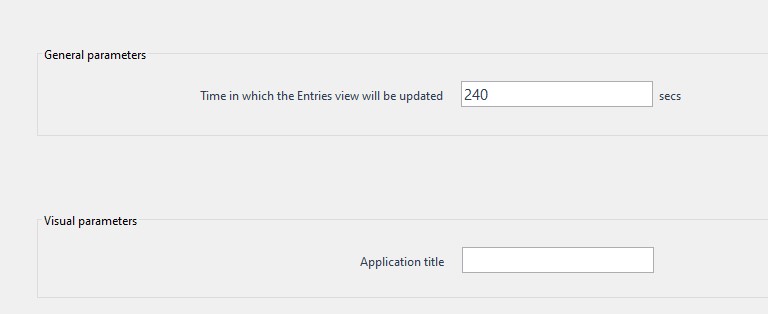 General parameters
Time in which the Entries view will be updated 240 secs
Visual parameters
Application title